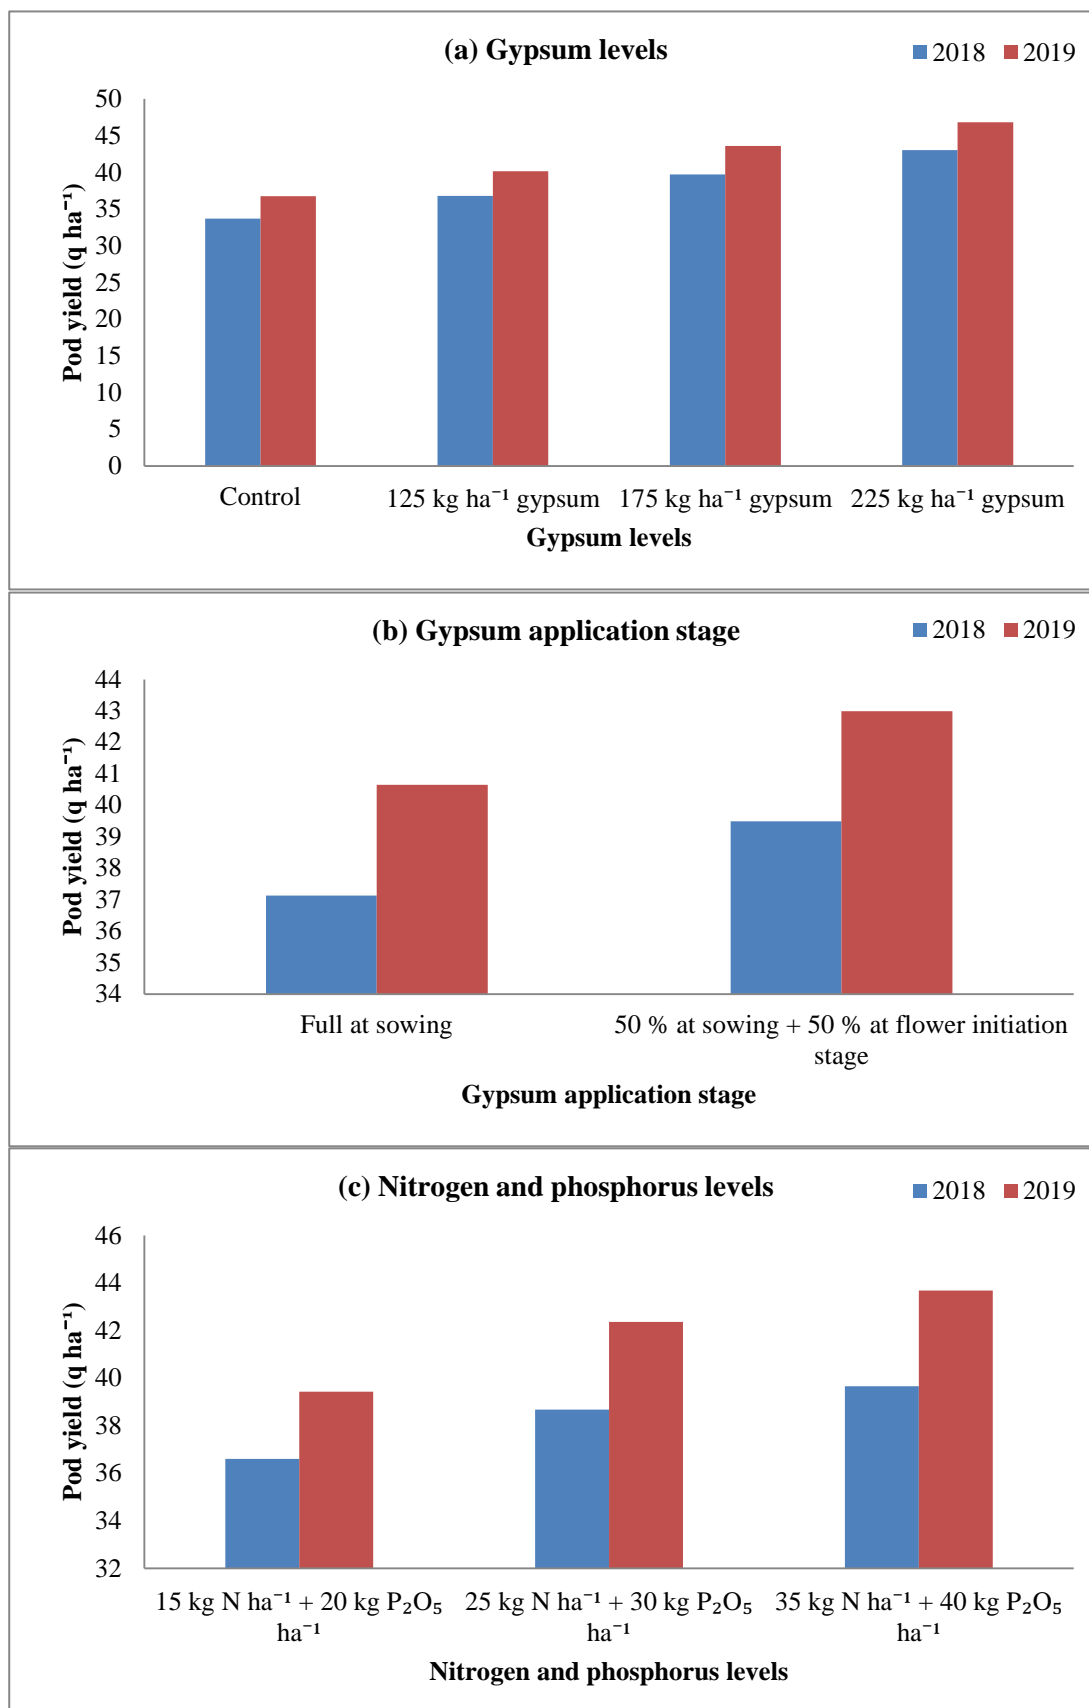 (a) Gypsum levels
2018 2019
Pod yield (q ha⁻¹)
50
45
40
35
30
25
20
15
10
5
0
Control 125 kg ha⁻¹ gypsum 175 kg ha⁻¹ gypsum 225 kg ha⁻¹ gypsum
Gypsum levels
(b) Gypsum application stage
2018 2019
Pod yield (q ha⁻¹)
44
43
42
41
40
39
38
37
36
35
34
Full at sowing 50 % at sowing + 50 % at flower initiation
stage
Gypsum application stage
(c) Nitrogen and phosphorus levels
2018 2019
Pod yield (q ha⁻¹)
46
44
42
40
38
36
34
32
15 kg N ha⁻¹ + 20 kg P₂O₅ 25 kg N ha⁻¹ + 30 kg P₂O₅ 35 kg N ha⁻¹ + 40 kg P₂O₅
ha⁻¹ ha⁻¹ ha⁻¹
Nitrogen and phosphorus levels